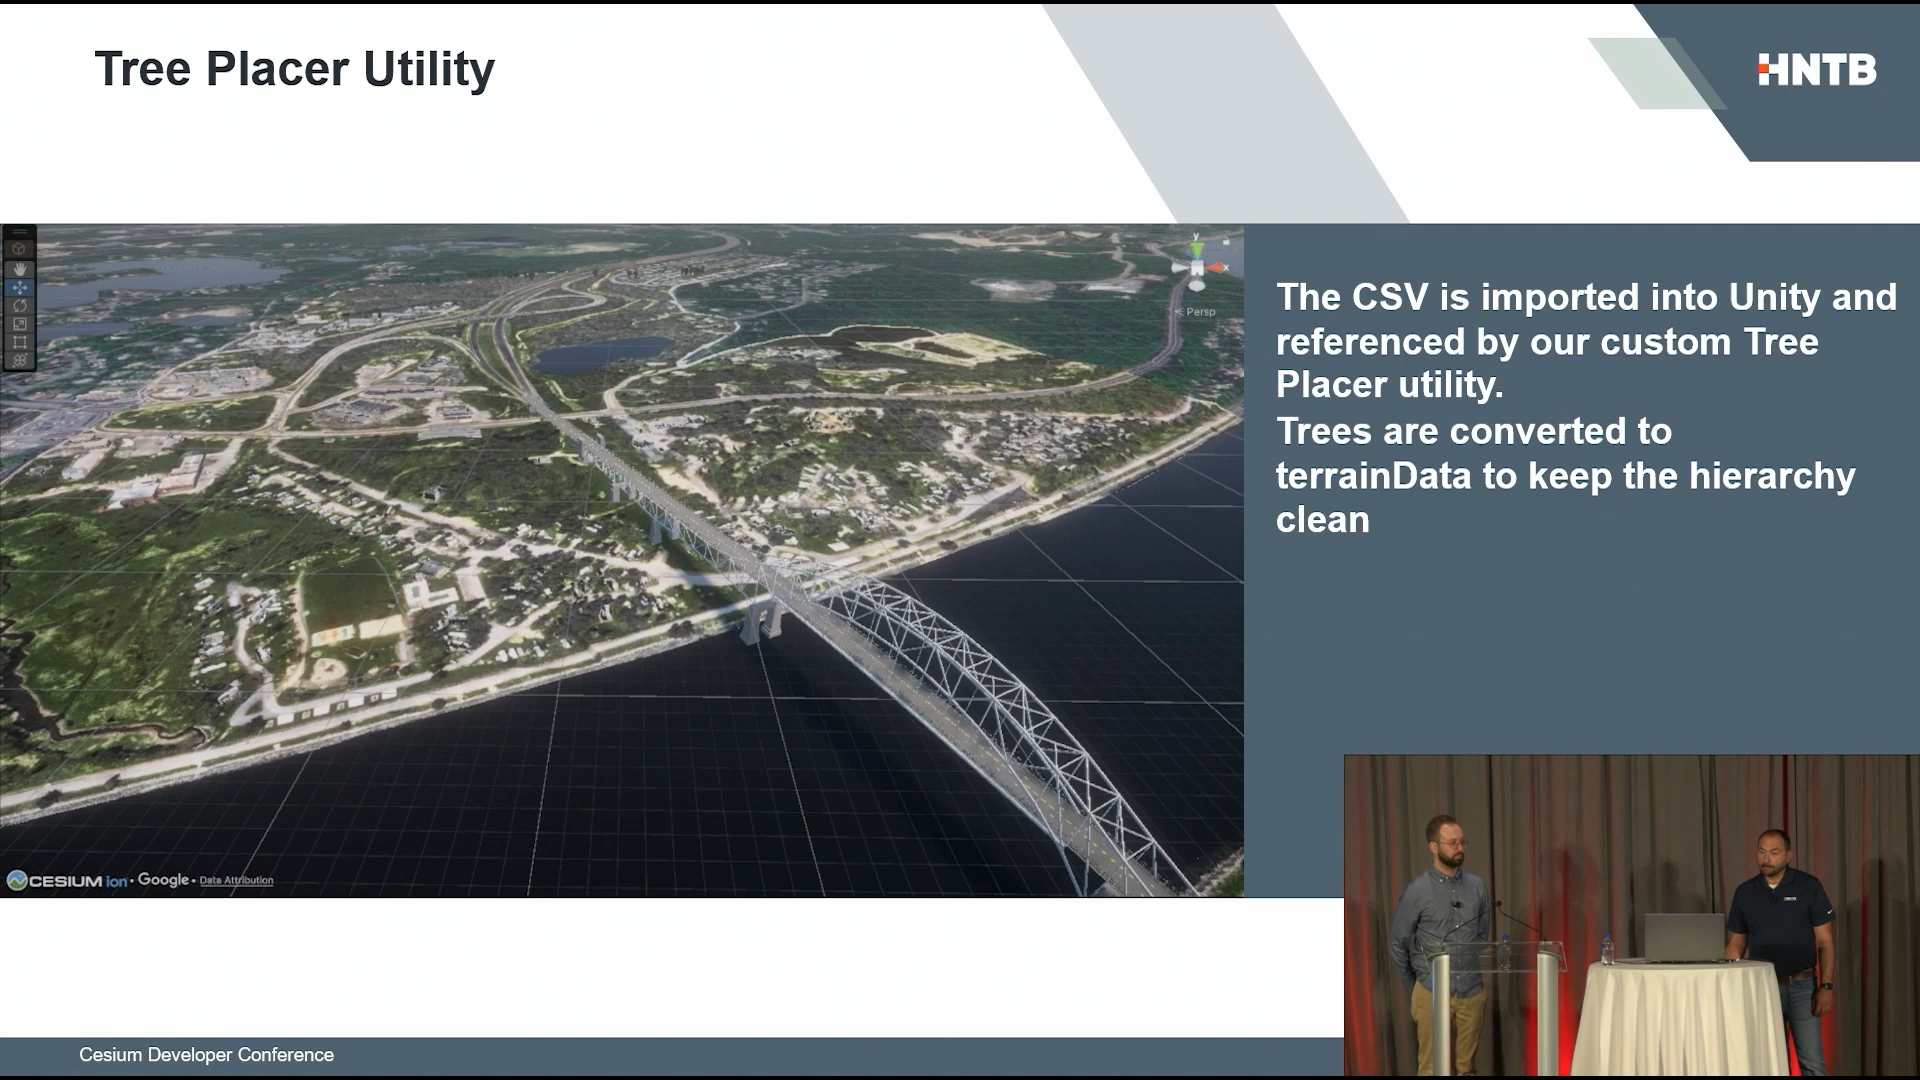 Tree Placer Utility
HNTB
y
x
< Persp
The CSV is imported into Unity and
referenced by our custom Tree
Placer utility.
Trees are converted to
terrainData to keep the hierarchy
clean
CESIUM ion • Google • Data Attribution
Cesium Developer Conference